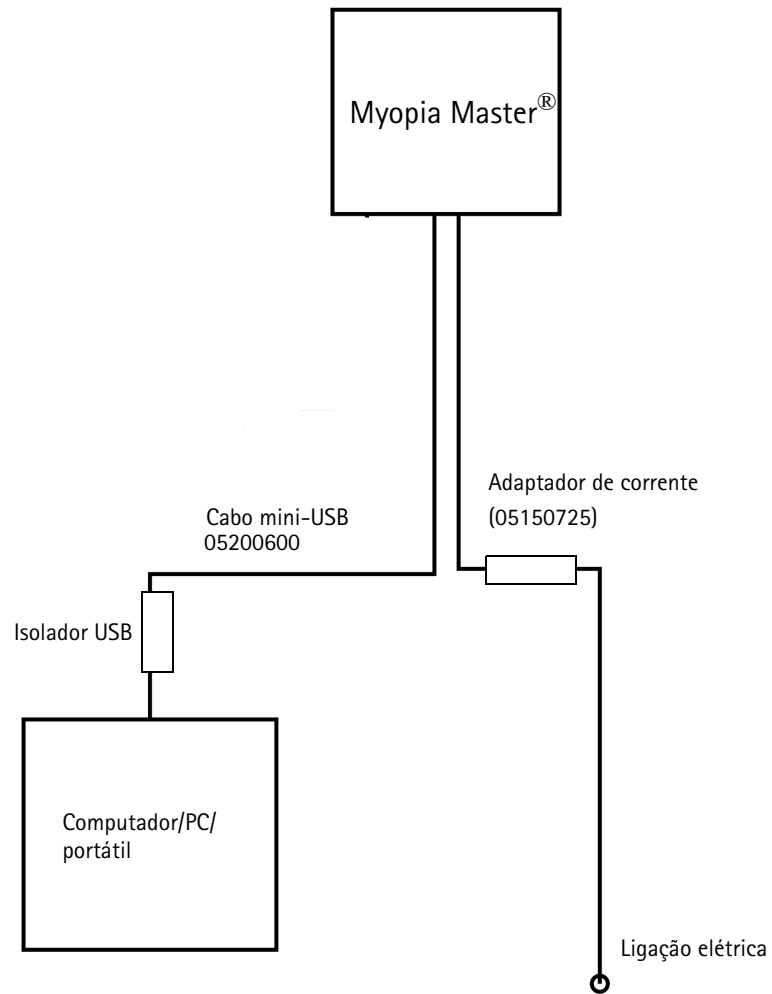 Myopia Master®
Adaptador de corrente
(05150725)
Cabo mini-USB
05200600
Isolador USB
Computador/PC/
portátil
Ligação elétrica